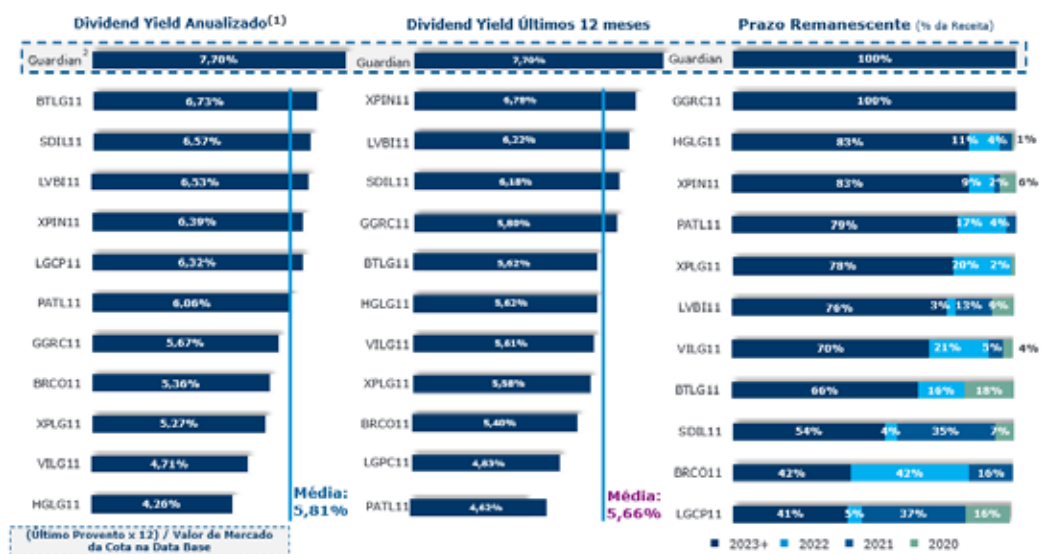 Dividend Yield Anualizado(1)
Guardian² 7,70%
BTLG11 6,73%
SDIL11 6,57%
LVBI11 6,53%
XPIN11 6,39%
LGCP11 6,32%
PATL11 6,06%
GGRC11 5,67%
BRCO11 5,36%
XPLG11 5,27%
VILG11 4,71%
HGLG11 4,26%
Média:
5,81%
(Último Provento x 12) / Valor de Mercado
da Cota na Data Base
Dividend Yield Últimos 12 meses
Guardian 7,70%
XPIN11 6,78%
LVBI11 6,22%
SDIL11 6,18%
GGRC11 5,80%
BTLG11 5,62%
HGLG11 5,62%
VILG11 5,61%
XPLG11 5,58%
BRCO11 5,40%
LGPC11 4,83%
PATL11 4,62%
Média:
5,66%
Prazo Remanescente (% da Receita)
Guardian 100%
GGRC11 100%
HGLG11 83% 11% 4% 1%
XPIN11 83% 9% 2% 6%
PATL11 79% 17% 4%
XPLG11 78% 20% 2%
LVBI11 76% 3% 13%
VILG11 70% 21% 5% 4%
BTLG11 66% 16% 18%
SDIL11 54% 4% 35% 7%
BRCO11 42% 42% 16%
LGCP11 41% 5% 37% 16%
2023+ 2022 2021 2020